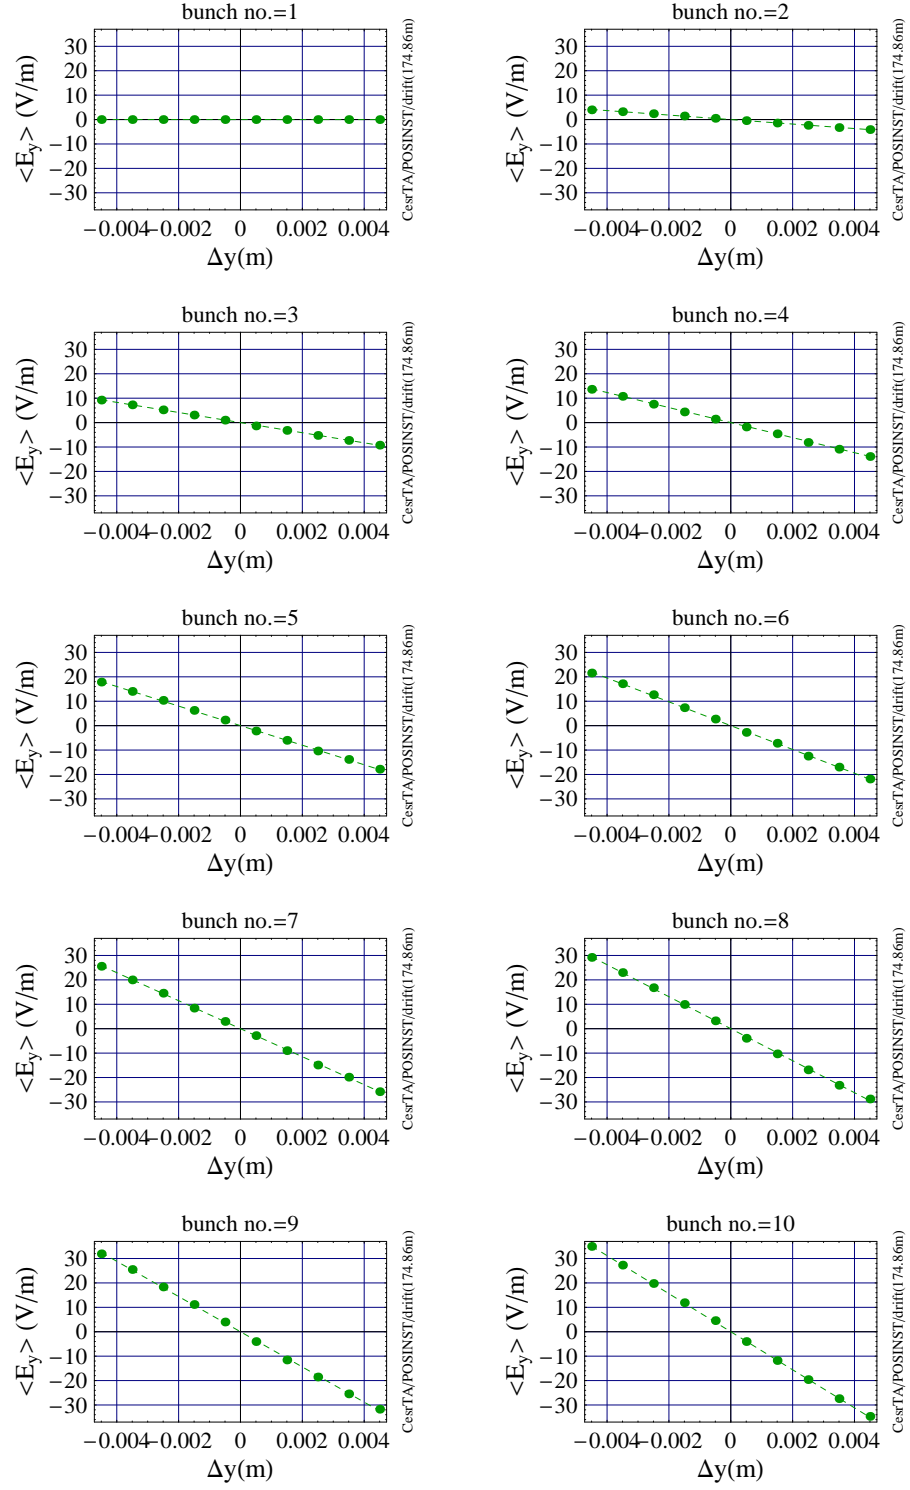 bunch no.=1
<E_y> (V/m)
30
20
10
0
−10
−20
−30
−0.004 −0.002 0 0.002 0.004
Δy(m)
CesrTA/POSINST/drift(174.86m)
bunch no.=2
<E_y> (V/m)
30
20
10
0
−10
−20
−30
−0.004 −0.002 0 0.002 0.004
Δy(m)
CesrTA/POSINST/drift(174.86m)
bunch no.=3
<E_y> (V/m)
30
20
10
0
−10
−20
−30
−0.004 −0.002 0 0.002 0.004
Δy(m)
CesrTA/POSINST/drift(174.86m)
bunch no.=4
<E_y> (V/m)
30
20
10
0
−10
−20
−30
−0.004 −0.002 0 0.002 0.004
Δy(m)
CesrTA/POSINST/drift(174.86m)
bunch no.=5
<E_y> (V/m)
30
20
10
0
−10
−20
−30
−0.004 −0.002 0 0.002 0.004
Δy(m)
CesrTA/POSINST/drift(174.86m)
bunch no.=6
<E_y> (V/m)
30
20
10
0
−10
−20
−30
−0.004 −0.002 0 0.002 0.004
Δy(m)
CesrTA/POSINST/drift(174.86m)
bunch no.=7
<E_y> (V/m)
30
20
10
0
−10
−20
−30
−0.004 −0.002 0 0.002 0.004
Δy(m)
CesrTA/POSINST/drift(174.86m)
bunch no.=8
<E_y> (V/m)
30
20
10
0
−10
−20
−30
−0.004 −0.002 0 0.002 0.004
Δy(m)
CesrTA/POSINST/drift(174.86m)
bunch no.=9
<E_y> (V/m)
30
20
10
0
−10
−20
−30
−0.004 −0.002 0 0.002 0.004
Δy(m)
CesrTA/POSINST/drift(174.86m)
bunch no.=10
<E_y> (V/m)
30
20
10
0
−10
−20
−30
−0.004 −0.002 0 0.002 0.004
Δy(m)
CesrTA/POSINST/drift(174.86m)